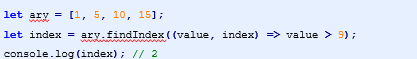 let ary = [1, 5, 10, 15];
let index = ary.findIndex((value, index) => value > 9);
console.log(index); // 2